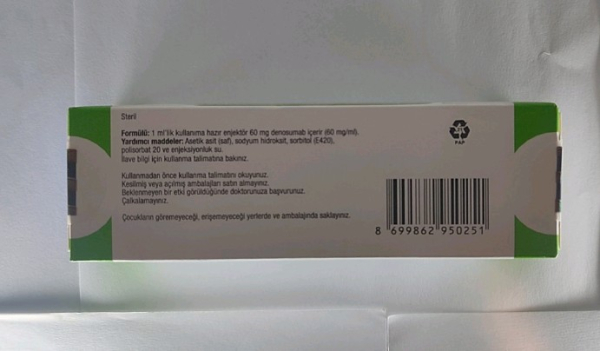 Steril
Formülü: 1 ml'lik kullanıma hazır enjektör 60 mg denosumab içerir (60 mg/ml).
Yardımcı maddeler: Asetik asit (saf), sodyum hidroksit, sorbitol (E420),
polisorbat 20 ve enjeksiyonluk su.
İlave bilgi için kullanma talimatına bakınız.
Kullanmadan önce kullanma talimatını okuyunuz.
Kesilmiş veya açılmış ambalajları satın almayınız.
Beklenmeyen bir etki görüldüğünde doktorunuza başvurunuz.
Çalkalamayınız.
Çocukların göremeyeceği, erişemeyeceği yerlerde ve ambalajında saklayınız.
PAP
8 699862 950251